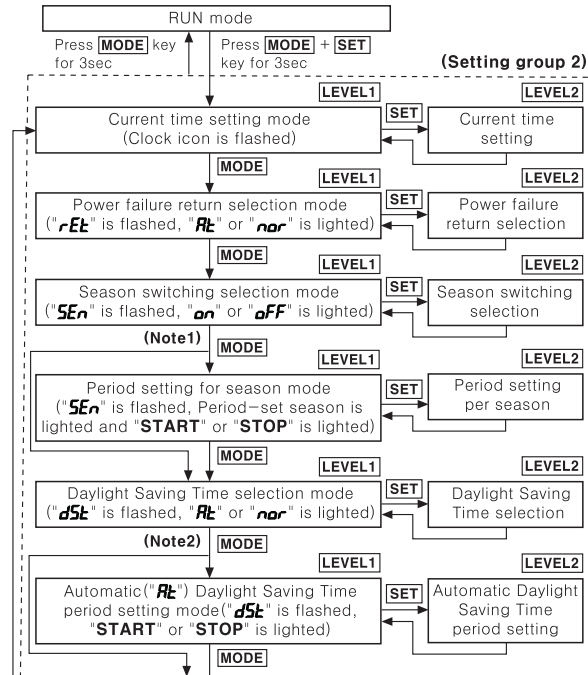 RUN mode
Press MODE key
for 3sec
Press MODE + SET
key for 3sec
(Setting group 2)
LEVEL1
Current time setting mode
(Clock icon is flashed)
SET
LEVEL2
Current time
setting
MODE
LEVEL1
Power failure return selection mode
("rEt" is flashed, "At" or "nor" is lighted)
SET
LEVEL2
Power failure
return selection
MODE
LEVEL1
Season switching selection mode
("SEn" is flashed, "on" or "oFF" is lighted)
SET
LEVEL2
Season switching
selection
(Note1)
MODE
LEVEL1
Period setting for season mode
("SEn" is flashed, Period-set season is
lighted and "START" or "STOP" is lighted)
SET
LEVEL2
Period setting
per season
MODE
LEVEL1
Daylight Saving Time selection mode
("dSt" is flashed, "At" or "nor" is lighted)
SET
LEVEL2
Daylight Saving
Time selection
(Note2)
MODE
LEVEL1
Automatic("At") Daylight Saving Time
period setting mode("dSt" is flashed,
"START" or "STOP" is lighted)
SET
LEVEL2
Automatic Daylight
Saving Time
period setting
MODE